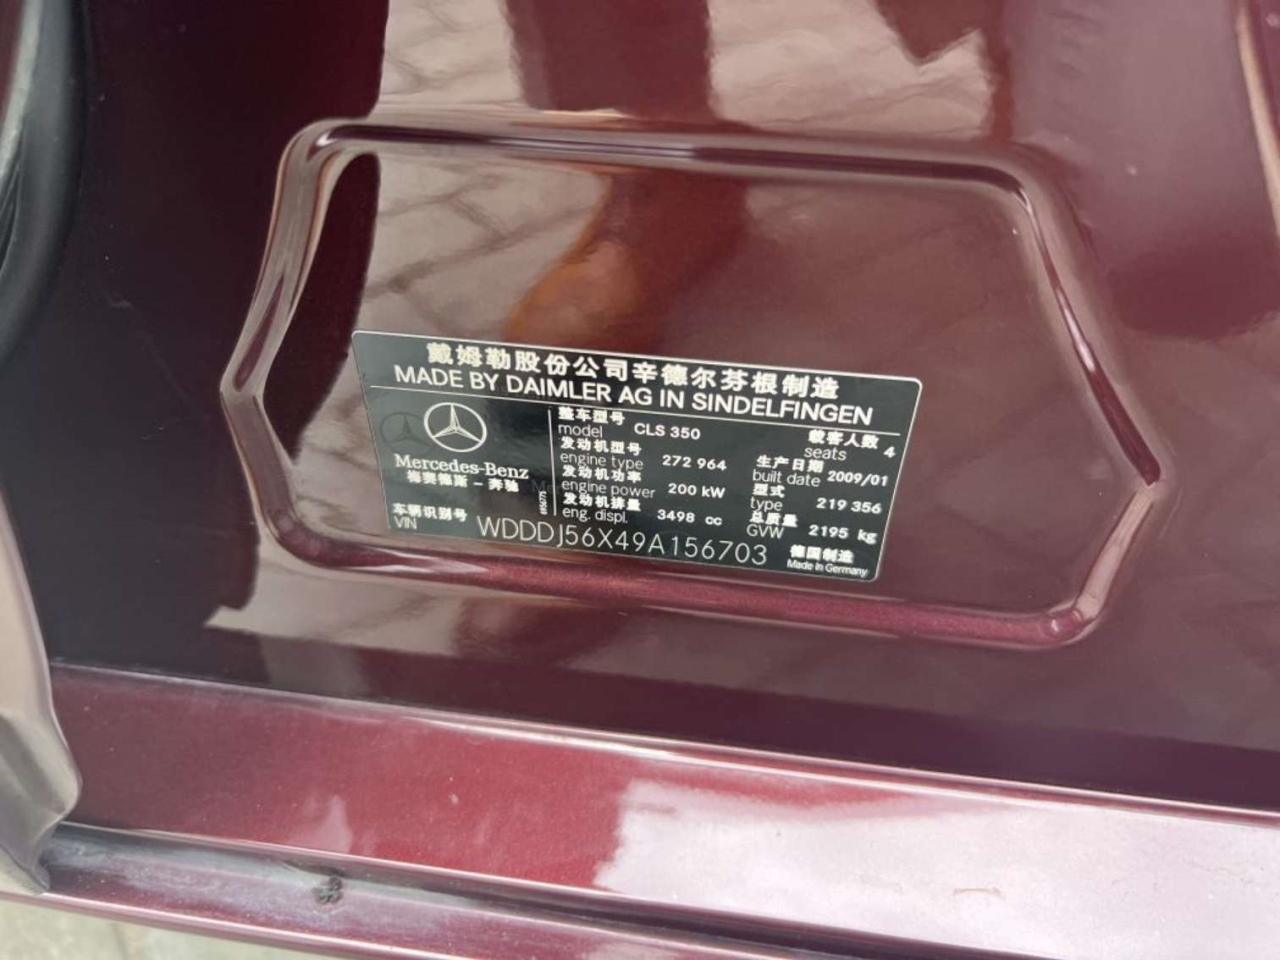 戴姆勒股份公司辛德尔芬根制造
MADE BY DAIMLER AG IN SINDELFINGEN
Mercedes-Benz
梅赛德斯-奔驰
整车型号
model CLS 350
载客人数
seats 4
发动机型号
engine type 272 964
生产日期
built date 2009/01
发动机功率
engine power 200 kW
型式
type 219 356
发动机排量
eng. displ. 3498 cc
总质量
GVW 2195 kg
车辆识别号
VIN WDDDJ56X49A156703
德国制造
Made in Germany